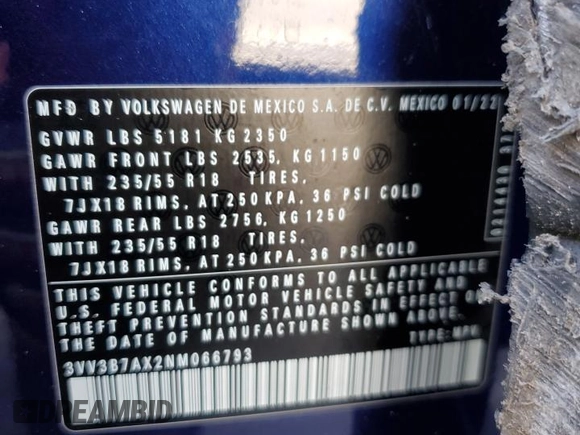 MFD BY VOLKSWAGEN DE MEXICO S.A. DE C.V. MEXICO 01/22
GVWR LBS 5181 KG 2350
GAWR FRONT LBS 2535, KG 1150
WITH 235/55 R18 TIRES,
7JX18 RIMS, AT 250 KPA, 36 PSI COLD
GAWR REAR LBS 2756, KG 1250
WITH 235/55 R18 TIRES,
7JX18 RIMS, AT 250 KPA, 36 PSI COLD
THIS VEHICLE CONFORMS TO ALL APPLICABLE
U.S. FEDERAL MOTOR VEHICLE SAFETY AND
THEFT PREVENTION STANDARDS IN EFFECT ON
THE DATE OF MANUFACTURE SHOWN ABOVE.
TYPE: MPV
3VV3B7AX2NM066793
DREAMBID